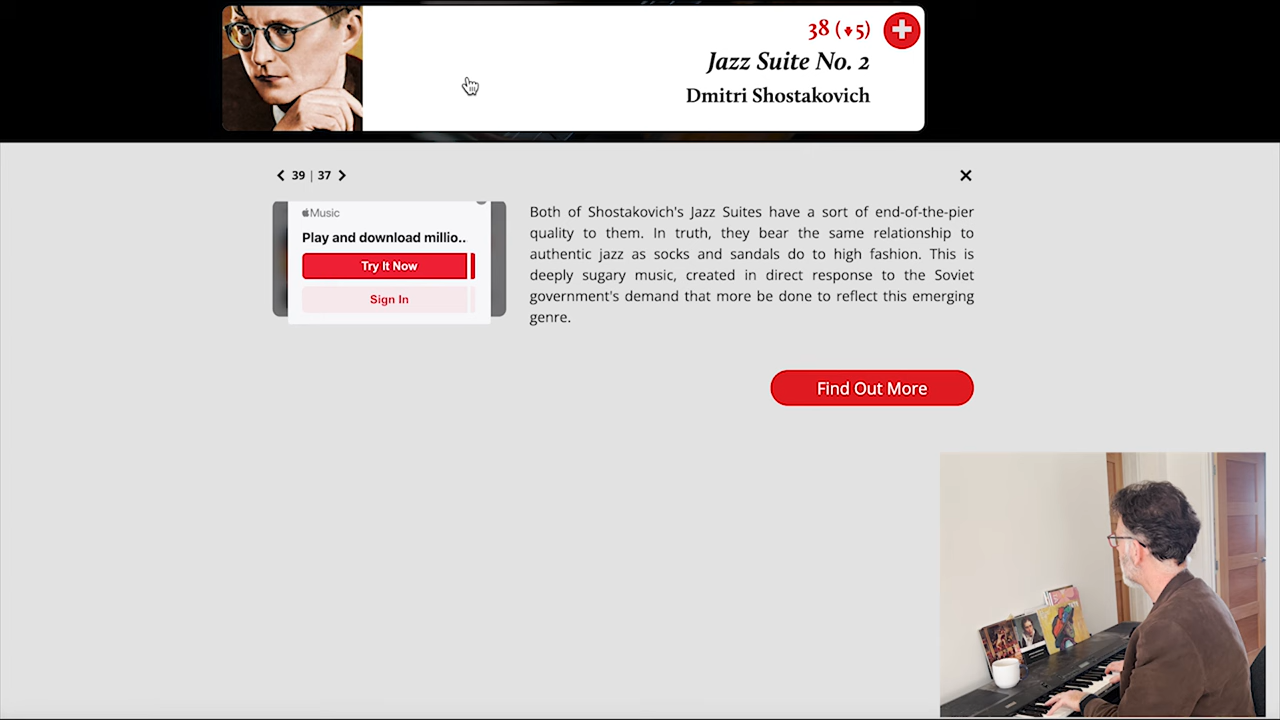 38 (⬇5)
Jazz Suite No. 2
Dmitri Shostakovich
39 | 37
Music
Play and download millio..
Try It Now
Sign In
Both of Shostakovich's Jazz Suites have a sort of end-of-the-pier
quality to them. In truth, they bear the same relationship to
authentic jazz as socks and sandals do to high fashion. This is
deeply sugary music, created in direct response to the Soviet
government's demand that more be done to reflect this emerging
genre.
Find Out More